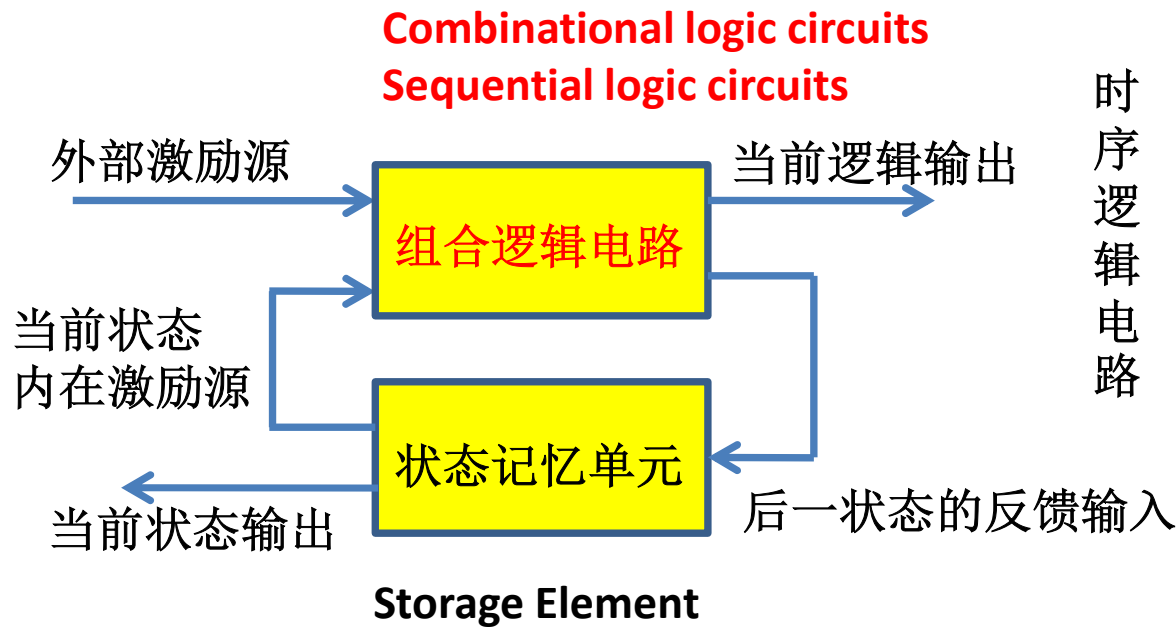 Combinational logic circuits
Sequential logic circuits
时序逻辑电路
外部激励源
当前逻辑输出
组合逻辑电路
当前状态
内在激励源
状态记忆单元
当前状态输出
后一状态的反馈输入
Storage Element